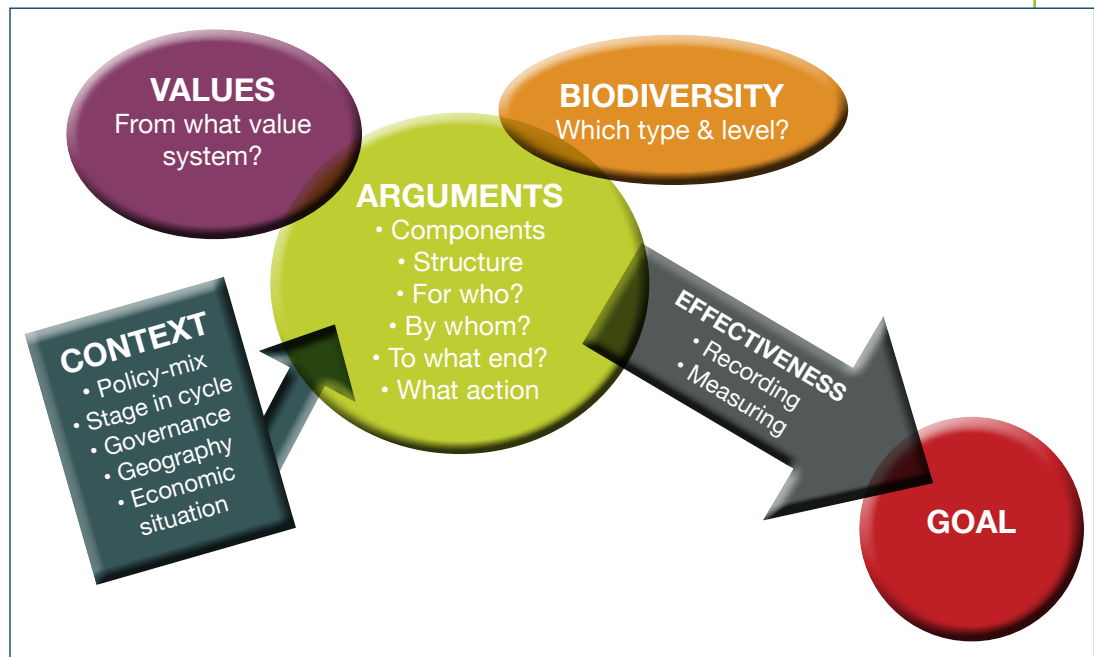 VALUES
From what value
system?
BIODIVERSITY
Which type & level?
ARGUMENTS
• Components
• Structure
• For who?
• By whom?
• To what end?
• What action
CONTEXT
• Policy-mix
• Stage in cycle
• Governance
• Geography
• Economic
situation
EFFECTIVENESS
• Recording
• Measuring
GOAL